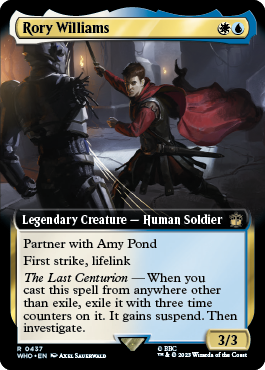 Rory Williams
Legendary Creature — Human Soldier
Partner with Amy Pond
First strike, lifelink
The Last Centurion — When you
cast this spell from anywhere other
than exile, exile it with three time
counters on it. It gains suspend. Then
investigate.
3/3
R 0437
WHO • EN Axel Sauerwald
© BBC
™ & © 2023 Wizards of the Coast